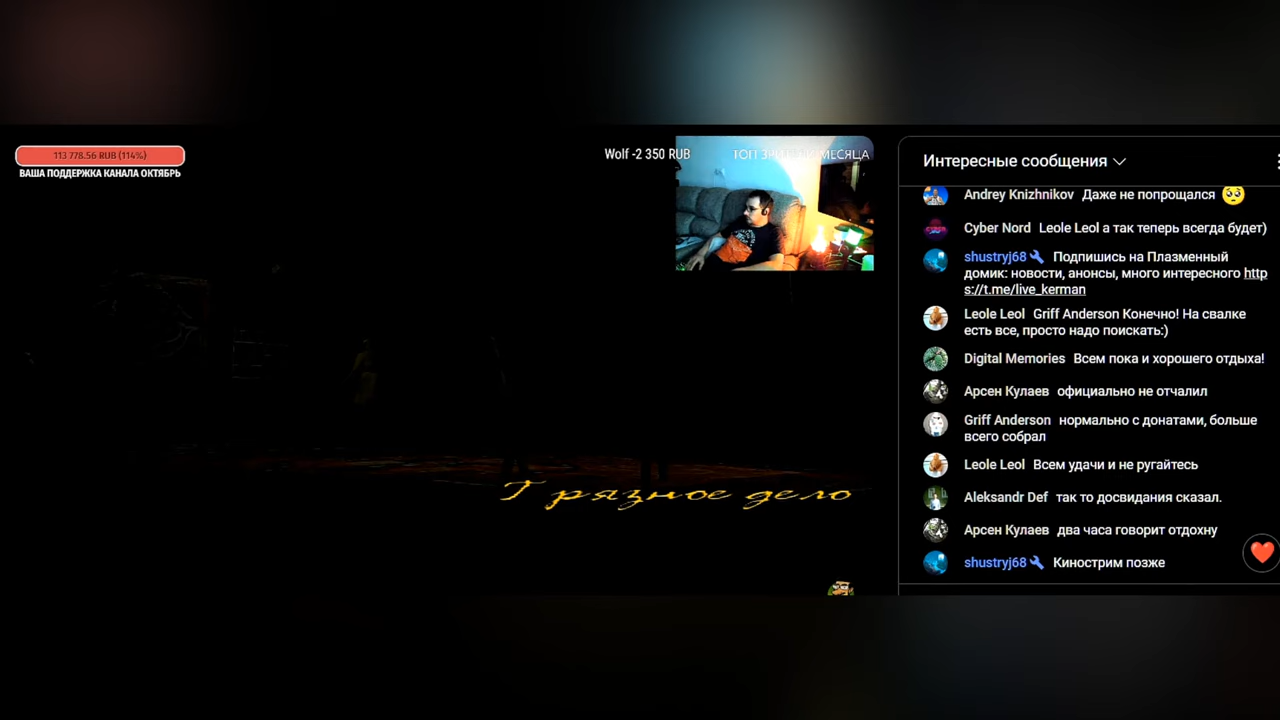 113 778.56 RUB (114%)
ВАША ПОДДЕРЖКА КАНАЛА ОКТЯБРЬ
Wolf -2 350 RUB
Грязное дело
Интересные сообщения
Andrey Knizhnikov Даже не попрощался 🥺
Cyber Nord Leole Leol а так теперь всегда будет)
shustryj68 Подпишись на Плазменный
домик: новости, анонсы, много интересного http
s://t.me/live_kerman
Leole Leol Griff Anderson Конечно! На свалке
есть все, просто надо поискать:)
Digital Memories Всем пока и хорошего отдыха!
Арсен Кулаев официально не отчалил
Griff Anderson нормально с донатами, больше
всего собрал
Leole Leol Всем удачи и не ругайтесь
Aleksandr Def так то досвидания сказал.
Арсен Кулаев два часа говорит отдохну
shustryj68 Кинострим позже